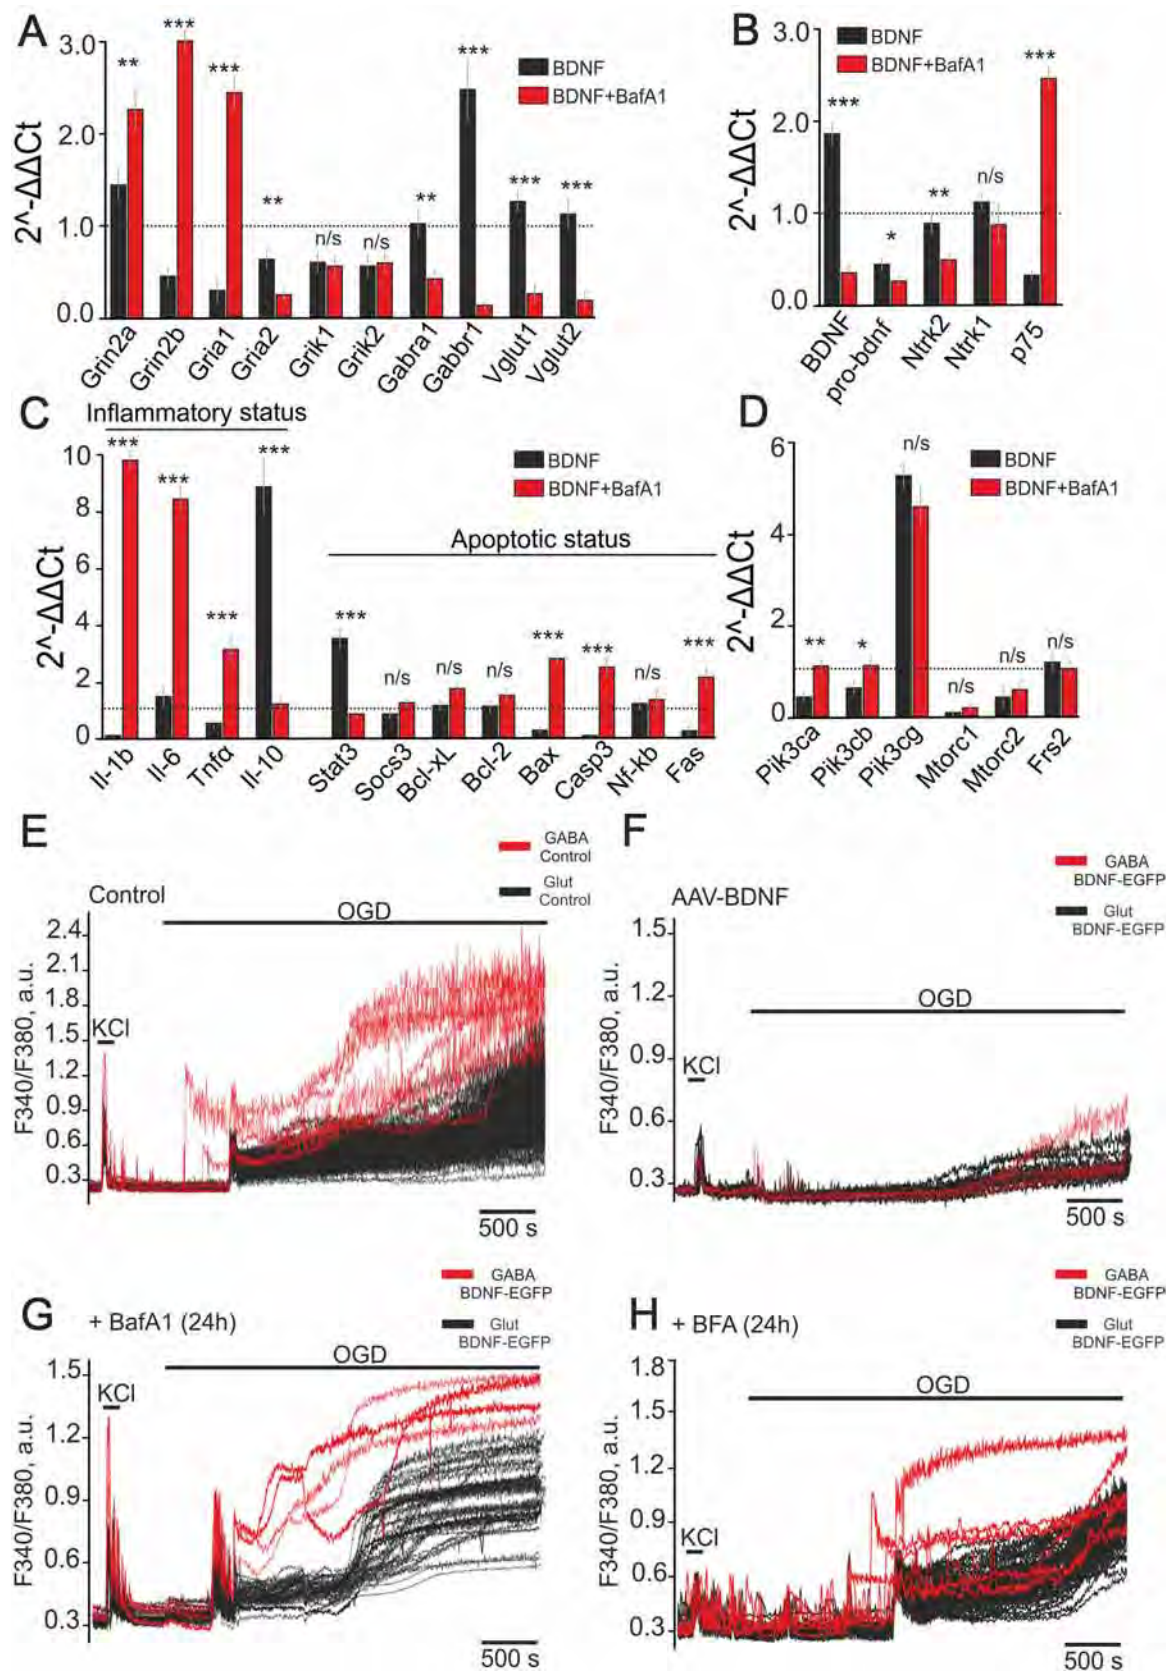 A
3.0
2.0
1.0
0.0
2^-ΔΔCt
**
***
***
**
n/s
n/s
**
***
***
***
BDNF
BDNF+BafA1
Grin2a
Grin2b
Gria1
Gria2
Grik1
Grik2
Gabra1
Gabbr1
Vglut1
Vglut2
B
3.0
2.0
1.0
0.0
2^-ΔΔCt
***
*
**
n/s
***
BDNF
BDNF+BafA1
BDNF
pro-bdnf
Ntrk2
Ntrk1
p75
C
Inflammatory status
10
8
6
4
2
0
2^-ΔΔCt
***
***
***
***
***
n/s
n/s
n/s
***
***
n/s
***
BDNF
BDNF+BafA1
Apoptotic status
Il-1b
Il-6
Tnfα
Il-10
Stat3
Socs3
Bcl-xL
Bcl-2
Bax
Casp3
Nf-kb
Fas
D
6
4
2
0
2^-ΔΔCt
**
*
n/s
n/s
n/s
n/s
BDNF
BDNF+BafA1
Pik3ca
Pik3cb
Pik3cg
Mtorc1
Mtorc2
Frs2
E
GABA
Control
Glut
Control
Control
OGD
KCl
2.4
2.1
1.8
1.5
1.2
0.9
0.6
0.3
F340/F380, a.u.
500 s
F
GABA
BDNF-EGFP
Glut
BDNF-EGFP
AAV-BDNF
OGD
KCl
1.5
1.2
0.9
0.6
0.3
F340/F380, a.u.
500 s
G
+ BafA1 (24h)
GABA
BDNF-EGFP
Glut
BDNF-EGFP
OGD
KCl
1.5
1.2
0.9
0.6
0.3
F340/F380, a.u.
500 s
H
+ BFA (24h)
GABA
BDNF-EGFP
Glut
BDNF-EGFP
OGD
KCl
1.8
1.5
1.2
0.9
0.6
0.3
F340/F380, a.u.
500 s